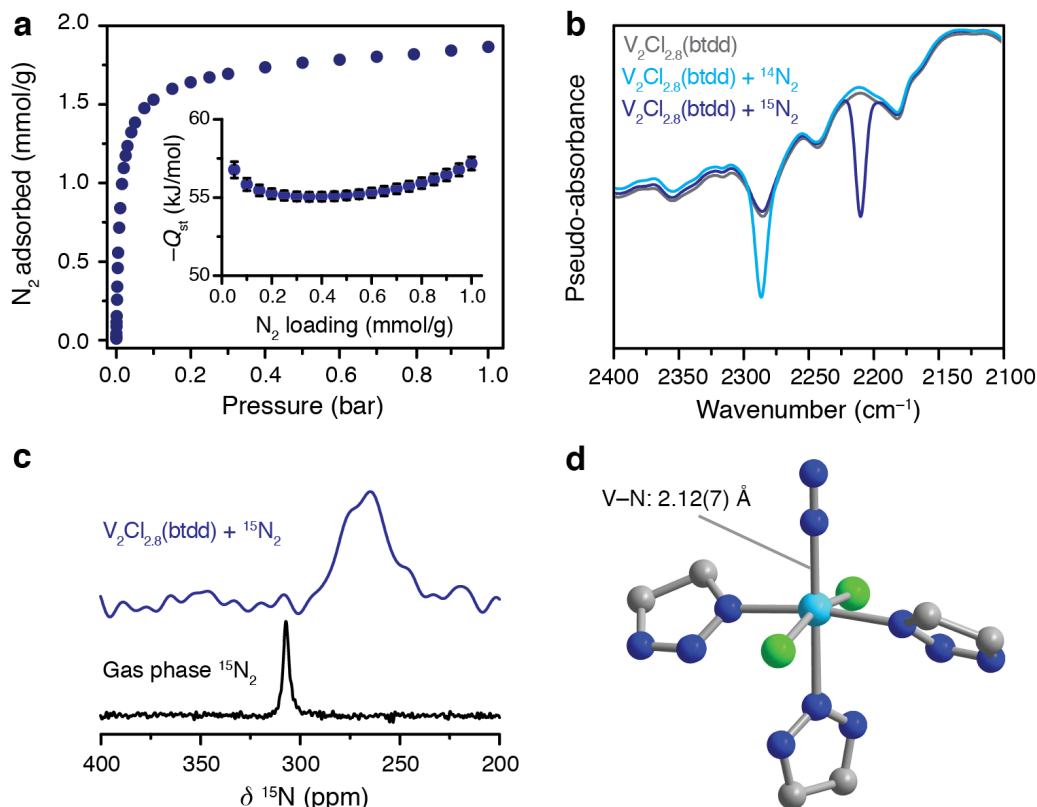 a
N₂ adsorbed (mmol/g)
2.0
1.5
1.0
0.5
0.0
0.0 0.2 0.4 0.6 0.8 1.0
Pressure (bar)
−Qst (kJ/mol)
60
55
50
0.0 0.2 0.4 0.6 0.8 1.0
N₂ loading (mmol/g)
b
V₂Cl₂.₈(btdd)
V₂Cl₂.₈(btdd) + ¹⁴N₂
V₂Cl₂.₈(btdd) + ¹⁵N₂
Pseudo-absorbance
2400 2350 2300 2250 2200 2150 2100
Wavenumber (cm⁻¹)
c
V₂Cl₂.₈(btdd) + ¹⁵N₂
Gas phase ¹⁵N₂
400 350 300 250 200
δ ¹⁵N (ppm)
d
V–N: 2.12(7) Å